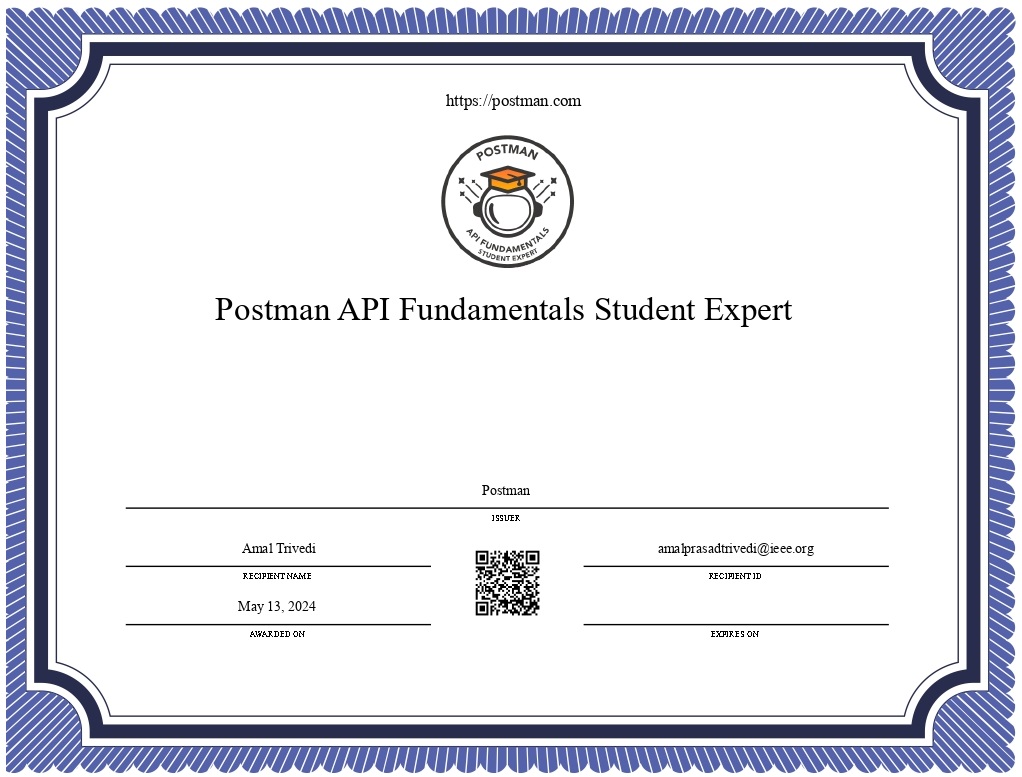 https://postman.com
POSTMAN
API FUNDAMENTALS
STUDENT EXPERT
Postman API Fundamentals Student Expert
Postman
ISSUER
Amal Trivedi
RECIPIENT NAME
amalprasadtrivedi@ieee.org
RECIPIENT ID
May 13, 2024
AWARDED ON
EXPIRES ON